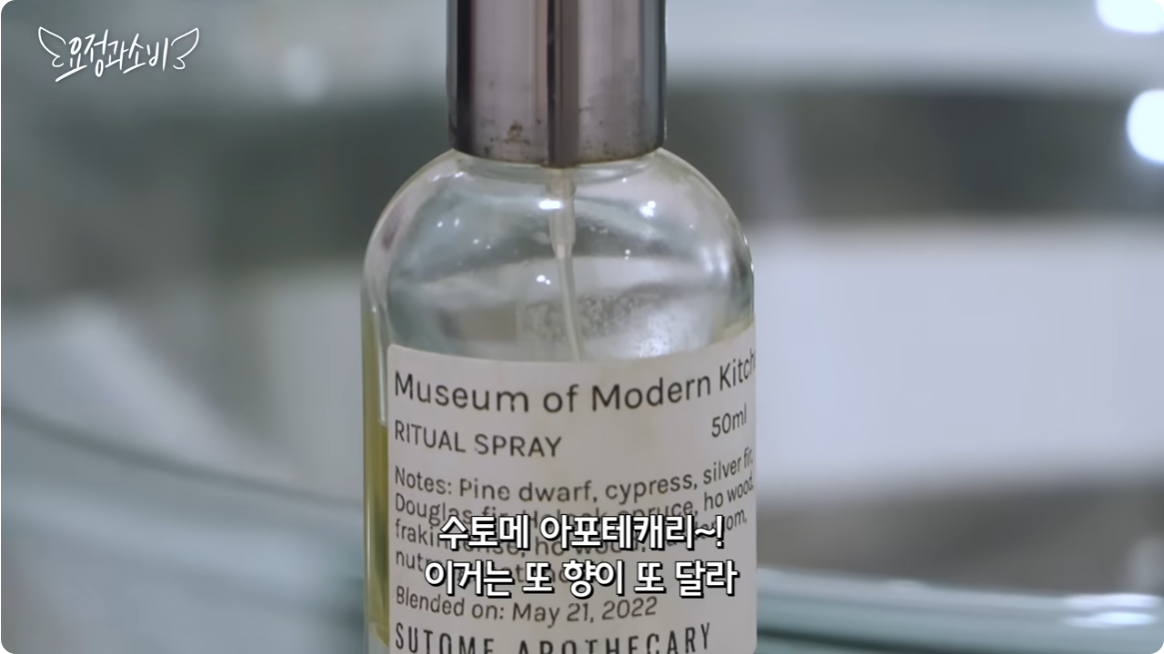 요정과소비
Museum of Modern Kitch
50ml
RITUAL SPRAY
Notes: Pine dwarf, cypress, silver fir,
Douglas fir, spruce, ho wood,
수토메 아포테캐리~!
이거는 또 향이 또 달라
Blended on: May 21, 2022
SUTOME APOTHECARY